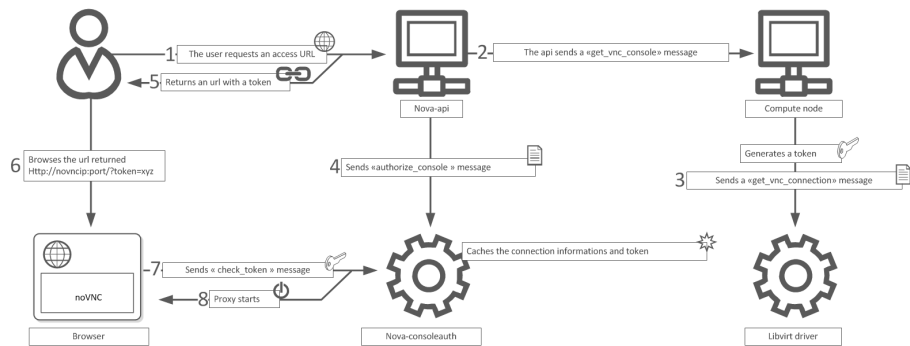 1 The user requests an access URL
2 The api sends a «get_vnc_console» message
5 Returns an url with a token
Nova-api
Compute node
6 Browses the url returned
Http://novncip:port/?token=xyz
4 Sends «authorize_console » message
Generates a token
3 Sends a «get_vnc_connection» message
Caches the connection informations and token
7 Sends « check_token » message
noVNC
8 Proxy starts
Browser
Nova-consoleauth
Libvirt driver